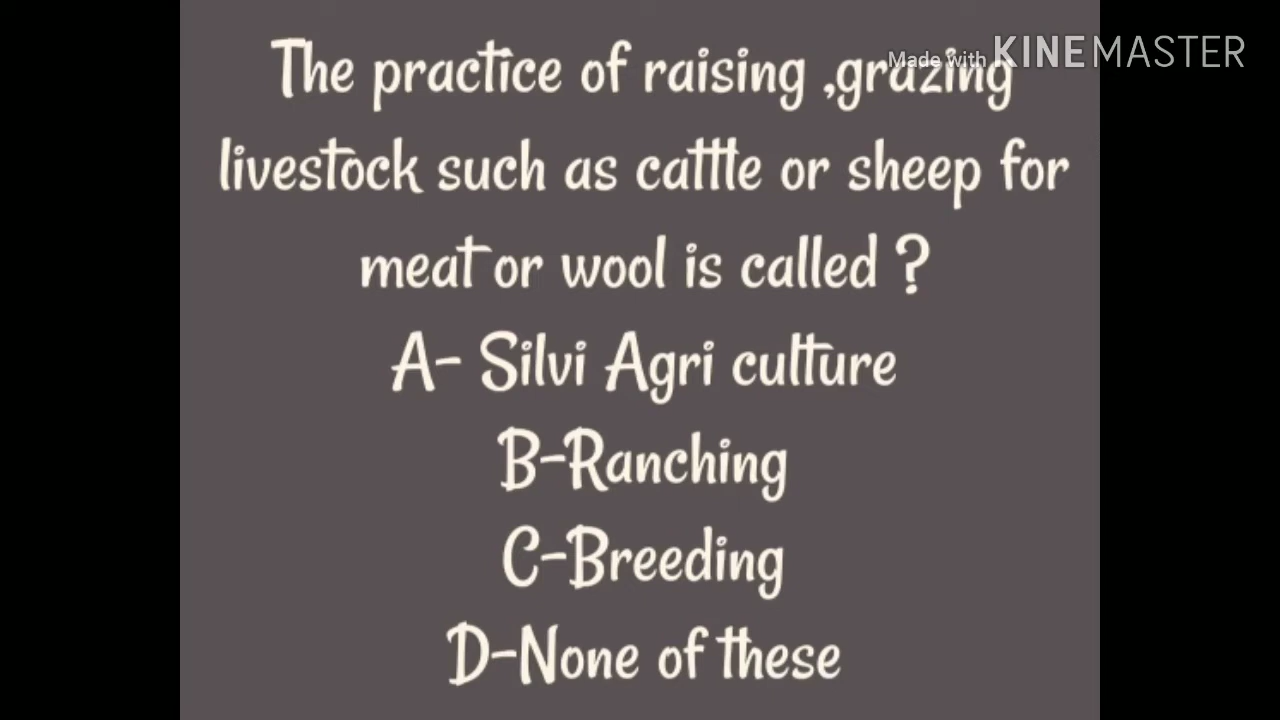 Made with KINEMASTER
The practice of raising ,grazing
livestock such as cattle or sheep for
meat or wool is called ?
A- Silvi Agri culture
B-Ranching
C-Breeding
D-None of these